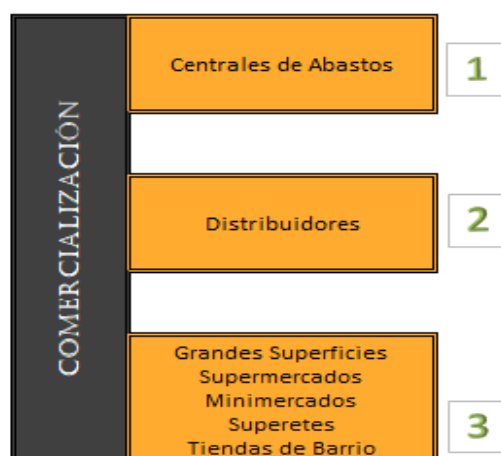 COMERCIALIZACIÓN
Centrales de Abastos
1
Distribuidores
2
Grandes Superficies
Supermercados
Minimercados
Superetes
Tiendas de Barrio
3